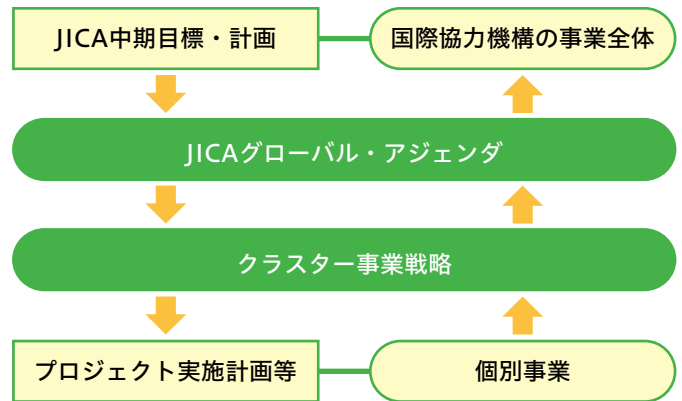 JICA中期目標・計画
国際協力機構の事業全体
JICAグローバル・アジェンダ
クラスター事業戦略
プロジェクト実施計画等
個別事業